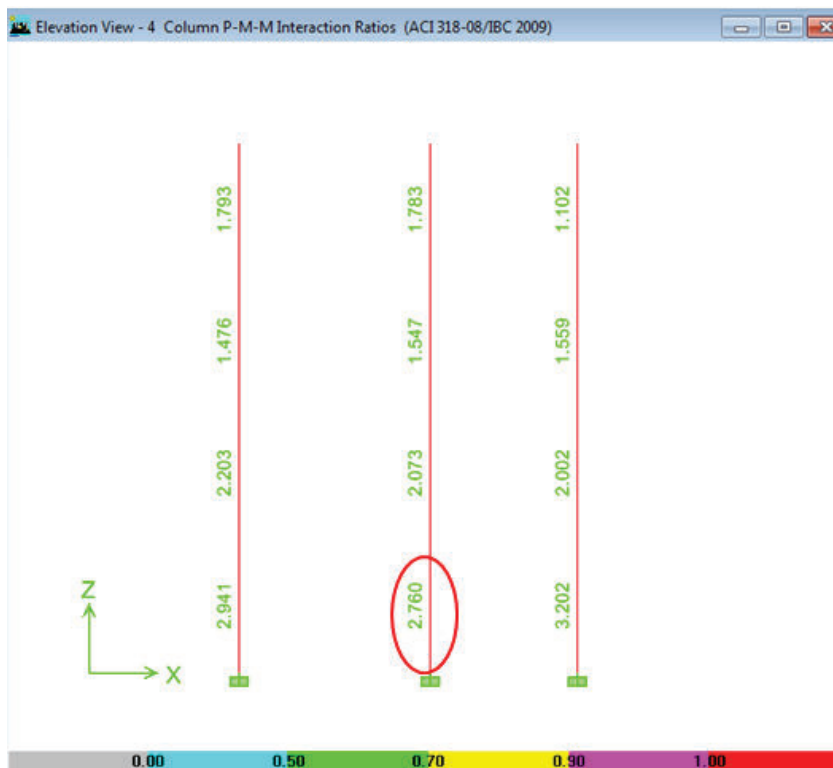 Elevation View - 4 Column P-M-M Interaction Ratios (ACI 318-08/IBC 2009)
1.793 1.783 1.102
1.476 1.547 1.559
2.203 2.073 2.002
2.941 2.760 3.202
Z
X
0.00 0.50 0.70 0.90 1.00